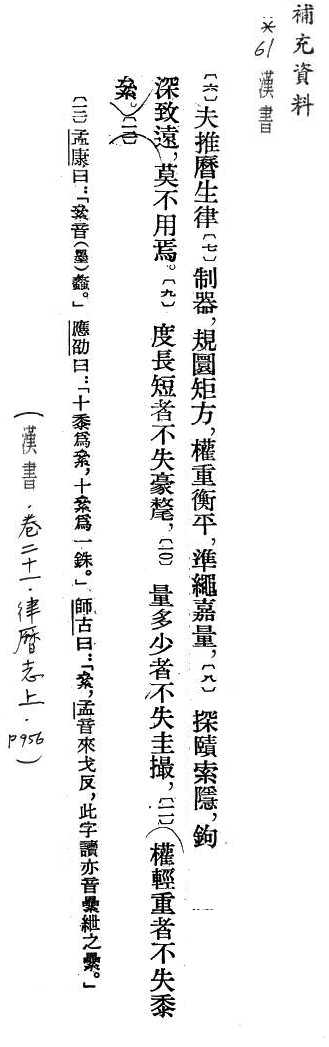 補充資料
*61 漢書
〔六〕夫推曆生律〔七〕制器，規圜矩方，權重衡平，準繩嘉量，〔八〕探賾索隱，鉤
深致遠，莫不用焉。〔九〕度長短者不失豪氂，〔一〇〕量多少者不失圭撮，〔一一〕權輕重者不失黍
絫。〔一二〕
〔一二〕孟康曰：「絫音(墨)蠡。」應劭曰：「十黍爲絫，十絫爲一銖。」師古曰：「絫，孟音來戈反，此字讀亦音纍紲之纍。」
(漢書·卷二十一·律曆志上·P956)